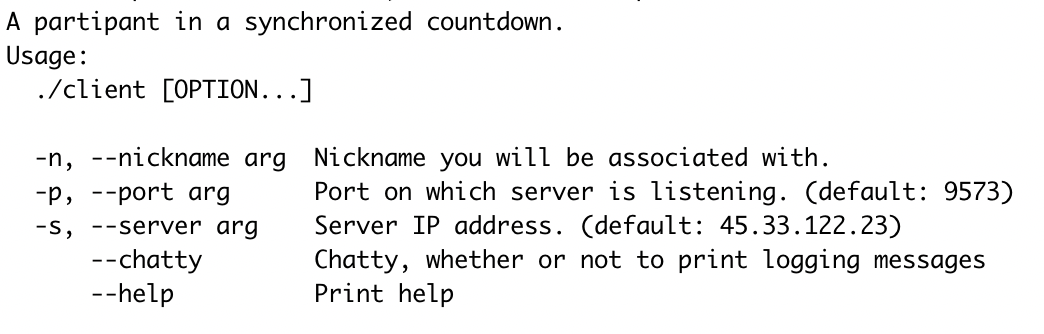 A partipant in a synchronized countdown.
Usage:
  ./client [OPTION...]

  -n, --nickname arg  Nickname you will be associated with.
  -p, --port arg      Port on which server is listening. (default: 9573)
  -s, --server arg    Server IP address. (default: 45.33.122.23)
      --chatty        Chatty, whether or not to print logging messages
      --help          Print help